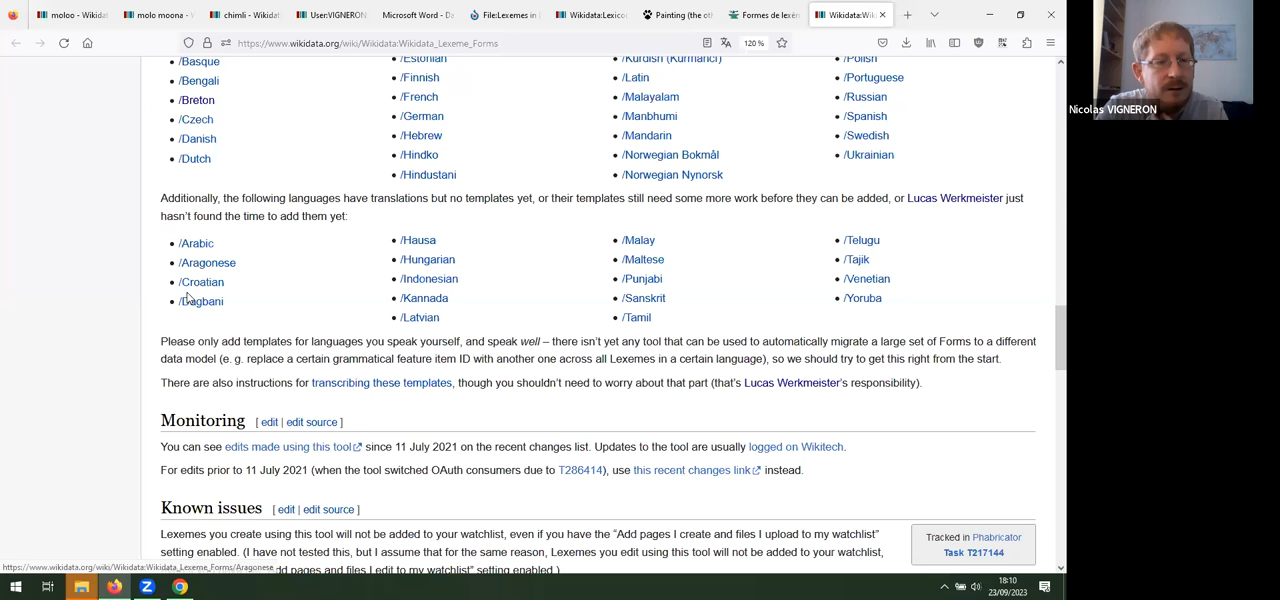 moloo - Wikidat
molo moona - W
chimli - Wikidat
User:VIGNERON
Microsoft Word - Da
File:Lexemes in
Wikidata:Lexico
Painting (the ot
Formes de lexèm
Wikidata:Wiki
https://www.wikidata.org/wiki/Wikidata:Wikidata_Lexeme_Forms
120 %
Nicolas VIGNERON
/Basque
/Estonian
/Kurdish (Kurmancî)
/Polish
/Bengali
/Finnish
/Latin
/Portuguese
/Breton
/French
/Malayalam
/Russian
/Czech
/German
/Manbhumi
/Spanish
/Danish
/Hebrew
/Mandarin
/Swedish
/Dutch
/Hindko
/Norwegian Bokmål
/Ukrainian
/Hindustani
/Norwegian Nynorsk
Additionally, the following languages have translations but no templates yet, or their templates still need some more work before they can be added, or Lucas Werkmeister just
hasn't found the time to add them yet:
/Arabic
/Hausa
/Malay
/Telugu
/Aragonese
/Hungarian
/Maltese
/Tajik
/Croatian
/Indonesian
/Punjabi
/Venetian
/Dagbani
/Kannada
/Sanskrit
/Yoruba
/Latvian
/Tamil
Please only add templates for languages you speak yourself, and speak well – there isn't yet any tool that can be used to automatically migrate a large set of Forms to a different
data model (e. g. replace a certain grammatical feature item ID with another one across all Lexemes in a certain language), so we should try to get this right from the start.
There are also instructions for transcribing these templates, though you shouldn't need to worry about that part (that's Lucas Werkmeister's responsibility).
Monitoring [ edit | edit source ]
You can see edits made using this tool since 11 July 2021 on the recent changes list. Updates to the tool are usually logged on Wikitech.
For edits prior to 11 July 2021 (when the tool switched OAuth consumers due to T286414), use this recent changes link instead.
Known issues [ edit | edit source ]
Lexemes you create using this tool will not be added to your watchlist, even if you have the "Add pages I create and files I upload to my watchlist"
setting enabled. (I have not tested this, but I assume that for the same reason, Lexemes you edit using this tool will not be added to your watchlist,
Tracked in Phabricator
Task T217144
https://www.wikidata.org/wiki/Wikidata:Wikidata_Lexeme_Forms/Aragonese
dd pages and files I edit to my watchlist" setting enabled.)
18:10
23/09/2023